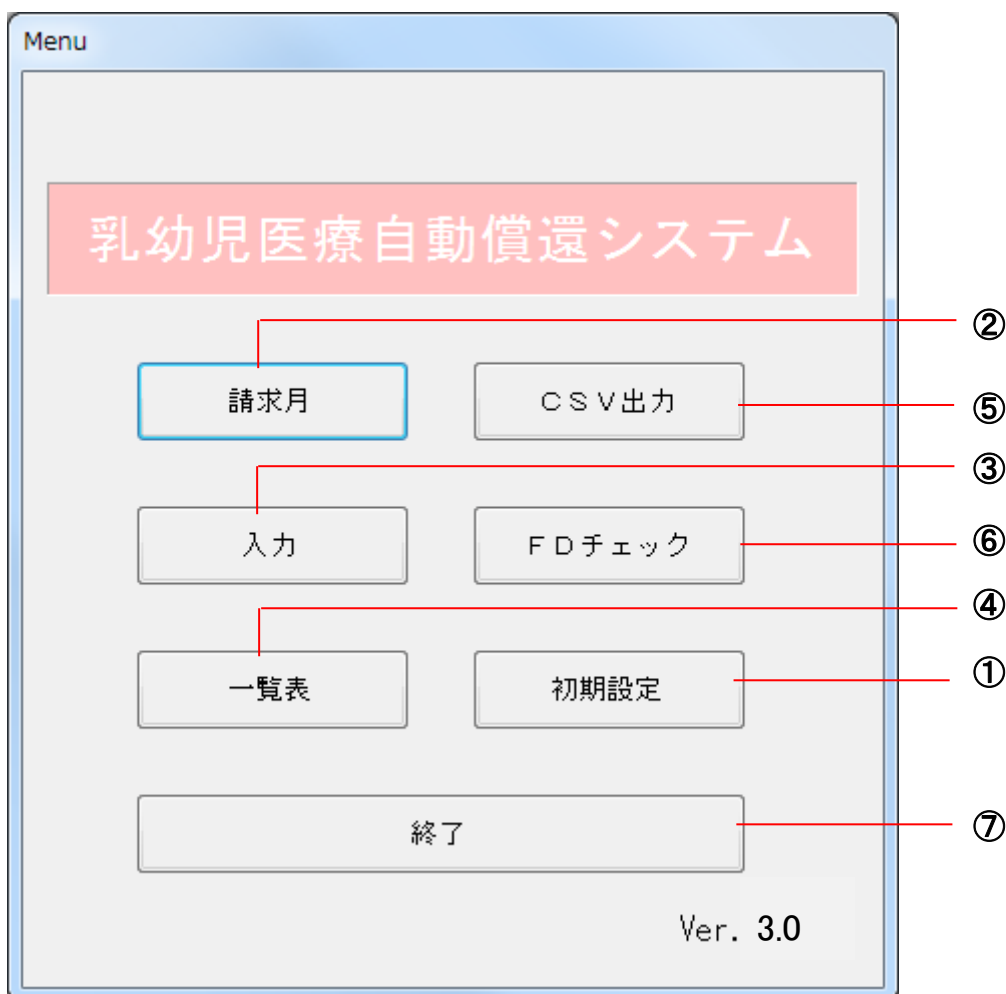 Menu
乳幼児医療自動償還システム
②
請求月
ＣＳＶ出力
⑤
③
入力
ＦＤチェック
⑥
④
一覧表
初期設定
①
終了
⑦
Ver. 3.0